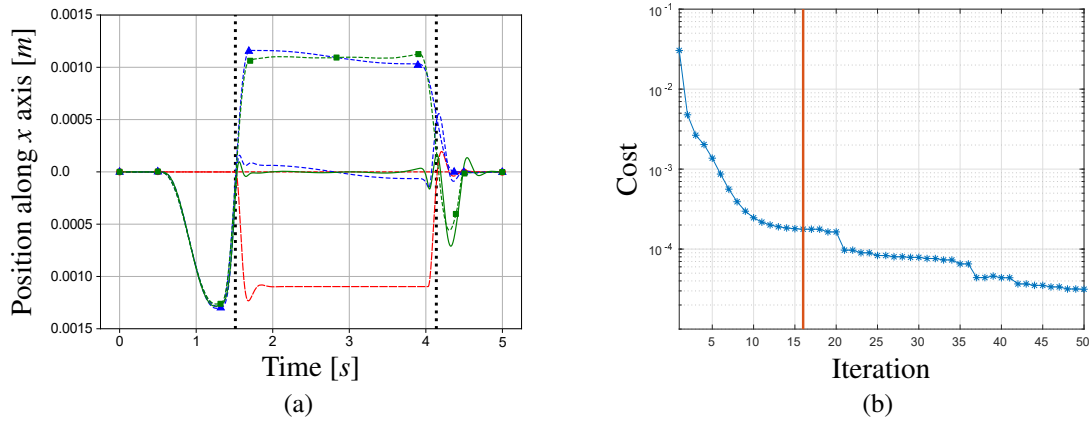 0.0010
0.0005
0.0
0.0005
0.0010
0.0015
Position along x axis [m]
0 1 2 3 4 5
Time [s]
(a)
10^-1
10^-2
10^-3
10^-4
Cost
5 10 15 20 25 30 35 40 45 50
Iteration
(b)